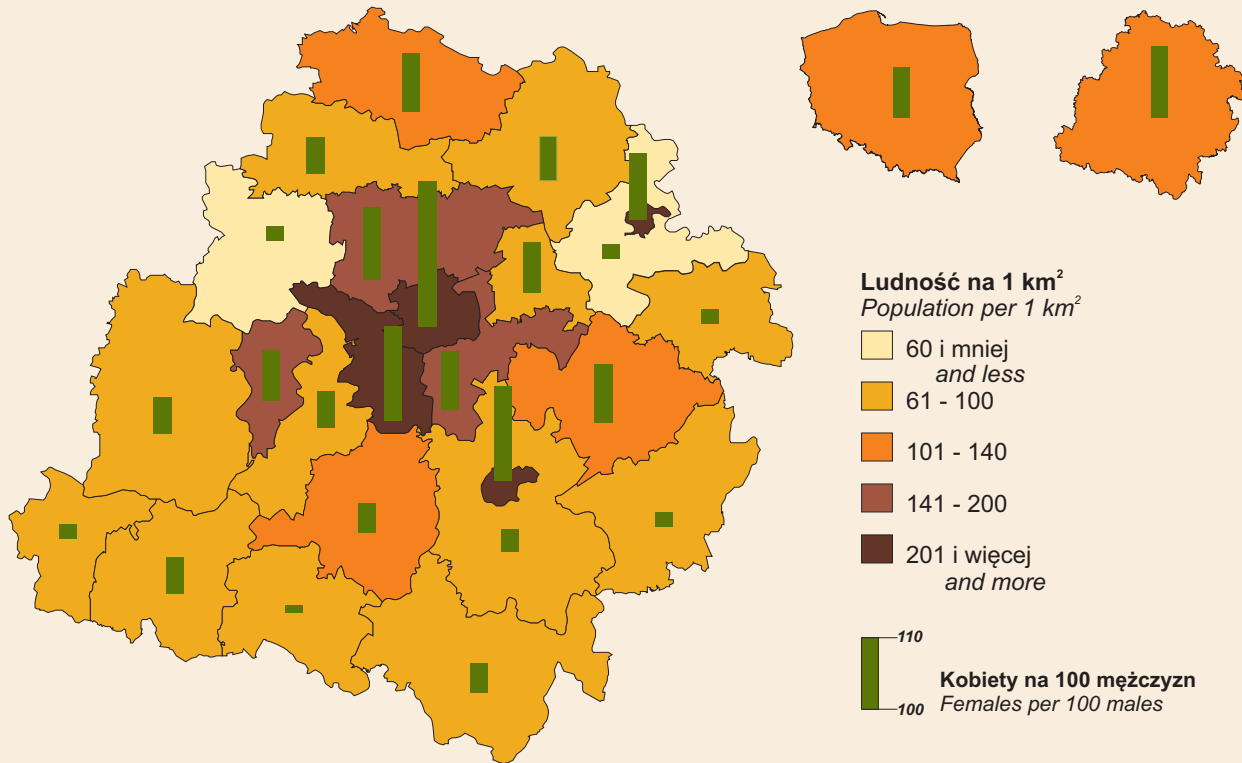 Ludność na 1 km²
Population per 1 km²
60 i mniej
and less
61 - 100
101 - 140
141 - 200
201 i więcej
and more
110
100
Kobiety na 100 mężczyzn
Females per 100 males